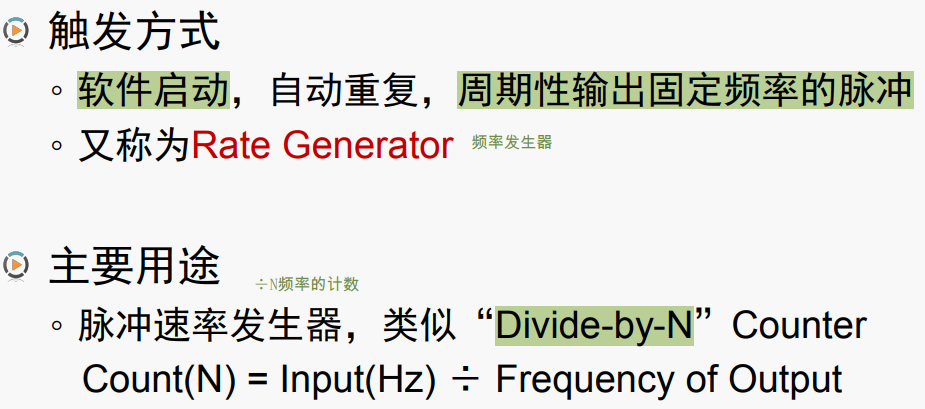 触发方式
软件启动，自动重复，周期性输出固定频率的脉冲
又称为Rate Generator 频率发生器
主要用途
÷N频率的计数
脉冲速率发生器，类似“Divide-by-N”Counter
Count(N) = Input(Hz) ÷ Frequency of Output